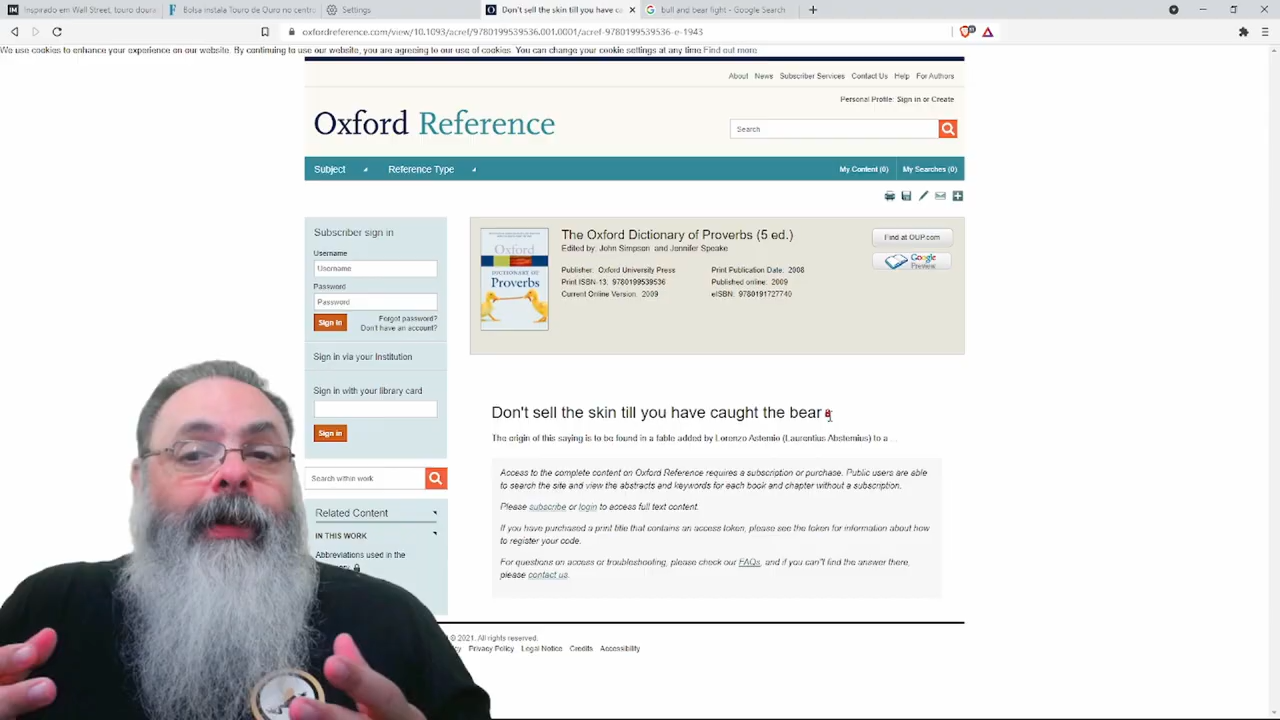 Inspirado em Wall Street, touro doura
Bolsa instala Touro de Ouro no centro
Settings
Don't sell the skin till you have ca
bull and bear fight - Google Search
oxfordreference.com/view/10.1093/acref/9780199539536.001.0001/acref-9780199539536-e-1943
We use cookies to enhance your experience on our website. By continuing to use our website, you are agreeing to our use of cookies. You can change your cookie settings at any time Find out more
About News Subscriber Services Contact Us Help For Authors
Personal Profile: Sign in or Create
Oxford Reference
Search
Subject Reference Type My Content (0) My Searches (0)
Subscriber sign in
Username
Username
Password
Password
Sign in
Forgot password?
Don't have an account?
Sign in via your Institution
Sign in with your library card
Sign in
Search within work
Related Content
IN THIS WORK
Abbreviations used in the
Oxford
DICTIONARY OF
Proverbs
The Oxford Dictionary of Proverbs (5 ed.)
Edited by: John Simpson and Jennifer Speake
Publisher: Oxford University Press Print Publication Date: 2008
Print ISBN-13: 9780199539536 Published online: 2009
Current Online Version: 2009 eISBN: 9780191727740
Find at OUP.com
Google
Preview
Don't sell the skin till you have caught the bear
The origin of this saying is to be found in a fable added by Lorenzo Astemio (Laurentius Abstemius) to a ...
Access to the complete content on Oxford Reference requires a subscription or purchase. Public users are able
to search the site and view the abstracts and keywords for each book and chapter without a subscription.
Please subscribe or login to access full text content.
If you have purchased a print title that contains an access token, please see the token for information about how
to register your code.
For questions on access or troubleshooting, please check our FAQs, and if you can''t find the answer there,
please contact us.
© 2021. All rights reserved.
Privacy Policy Legal Notice Credits Accessibility